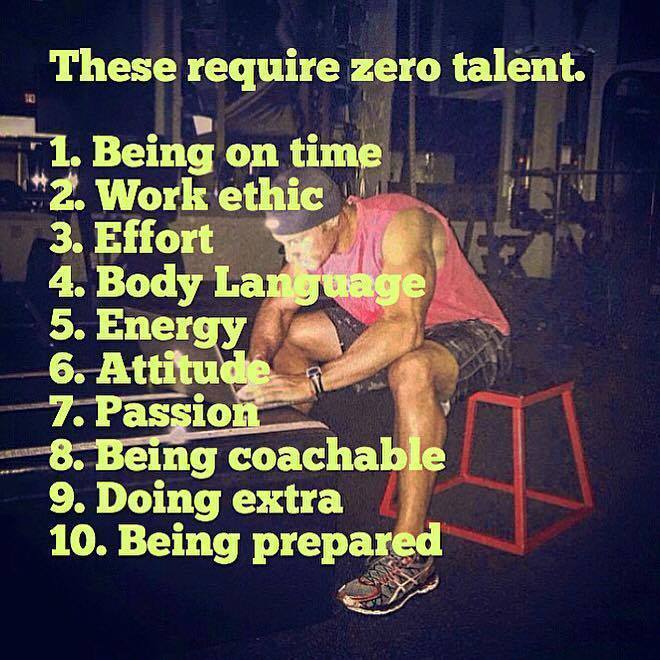 These require zero talent.
1. Being on time
2. Work ethic
3. Effort
4. Body Language
5. Energy
6. Attitude
7. Passion
8. Being coachable
9. Doing extra
10. Being prepared